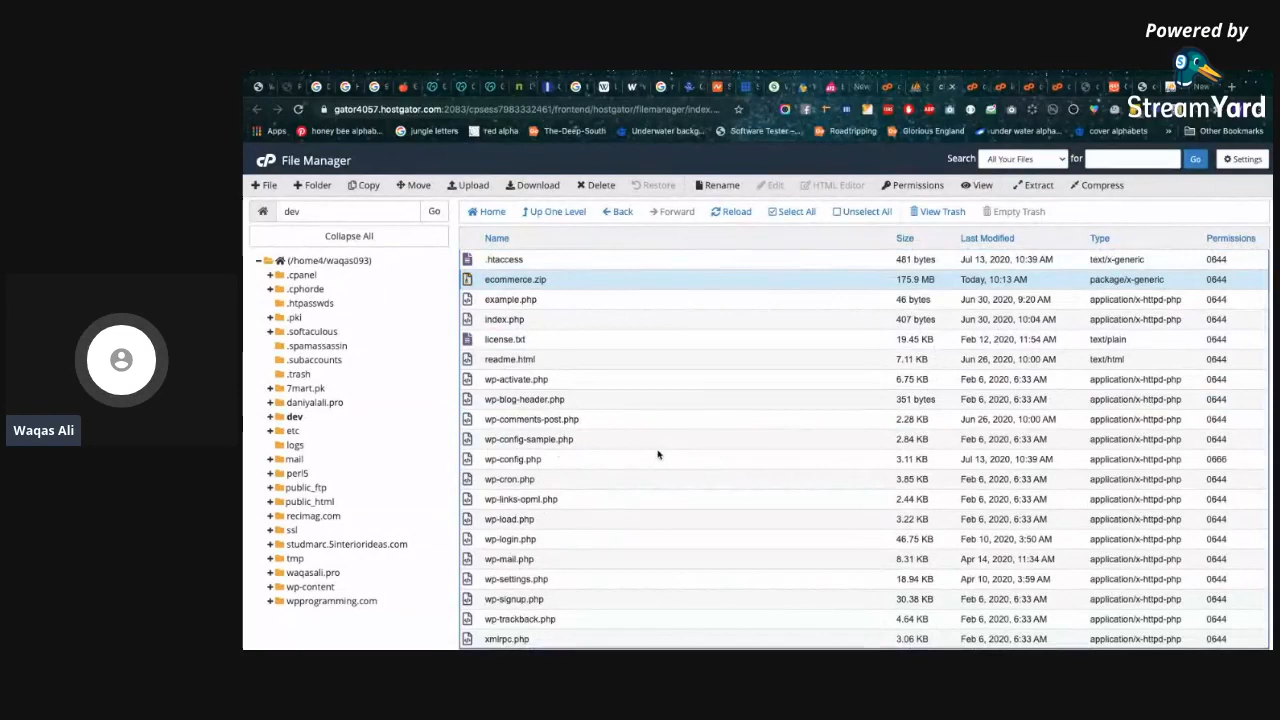 Powered by
StreamYard
gator4057.hostgator.com:2083/cpsess7983332461/frontend/hostgator/filemanager/index...
Apps honey bee alphab... jungle letters red alpha The-Deep-South Underwater backg... Software Tester –... Roadtripping Glorious England under water alpha... cover alphabets » Other Bookmarks
cP File Manager
Search All Your Files for Go Settings
+ File + Folder Copy Move Upload Download Delete Restore Rename Edit HTML Editor Permissions View Extract Compress
dev Go
Home Up One Level Back Forward Reload Select All Unselect All View Trash Empty Trash
Collapse All
(/home4/waqas093)
.cpanel
.cphorde
.htpasswds
.pki
.softaculous
.spamassassin
.subaccounts
.trash
7mart.pk
daniyalali.pro
dev
etc
logs
mail
perl5
public_ftp
public_html
recimag.com
ssl
studmarc.5interiorideas.com
tmp
waqasali.pro
wp-content
wpprogramming.com
Name Size Last Modified Type Permissions
.htaccess 481 bytes Jul 13, 2020, 10:39 AM text/x-generic 0644
ecommerce.zip 175.9 MB Today, 10:13 AM package/x-generic 0644
example.php 46 bytes Jun 30, 2020, 9:20 AM application/x-httpd-php 0644
index.php 407 bytes Jun 30, 2020, 10:04 AM application/x-httpd-php 0644
license.txt 19.45 KB Feb 12, 2020, 11:54 AM text/plain 0644
readme.html 7.11 KB Jun 26, 2020, 10:00 AM text/html 0644
wp-activate.php 6.75 KB Feb 6, 2020, 6:33 AM application/x-httpd-php 0644
wp-blog-header.php 351 bytes Feb 6, 2020, 6:33 AM application/x-httpd-php 0644
wp-comments-post.php 2.28 KB Jun 26, 2020, 10:00 AM application/x-httpd-php 0644
wp-config-sample.php 2.84 KB Feb 6, 2020, 6:33 AM application/x-httpd-php 0644
wp-config.php 3.11 KB Jul 13, 2020, 10:39 AM application/x-httpd-php 0666
wp-cron.php 3.85 KB Feb 6, 2020, 6:33 AM application/x-httpd-php 0644
wp-links-opml.php 2.44 KB Feb 6, 2020, 6:33 AM application/x-httpd-php 0644
wp-load.php 3.22 KB Feb 6, 2020, 6:33 AM application/x-httpd-php 0644
wp-login.php 46.75 KB Feb 10, 2020, 3:50 AM application/x-httpd-php 0644
wp-mail.php 8.31 KB Apr 14, 2020, 11:34 AM application/x-httpd-php 0644
wp-settings.php 18.94 KB Apr 10, 2020, 3:59 AM application/x-httpd-php 0644
wp-signup.php 30.38 KB Feb 6, 2020, 6:33 AM application/x-httpd-php 0644
wp-trackback.php 4.64 KB Feb 6, 2020, 6:33 AM application/x-httpd-php 0644
xmlrpc.php 3.06 KB Feb 6, 2020, 6:33 AM application/x-httpd-php 0644
Waqas Ali